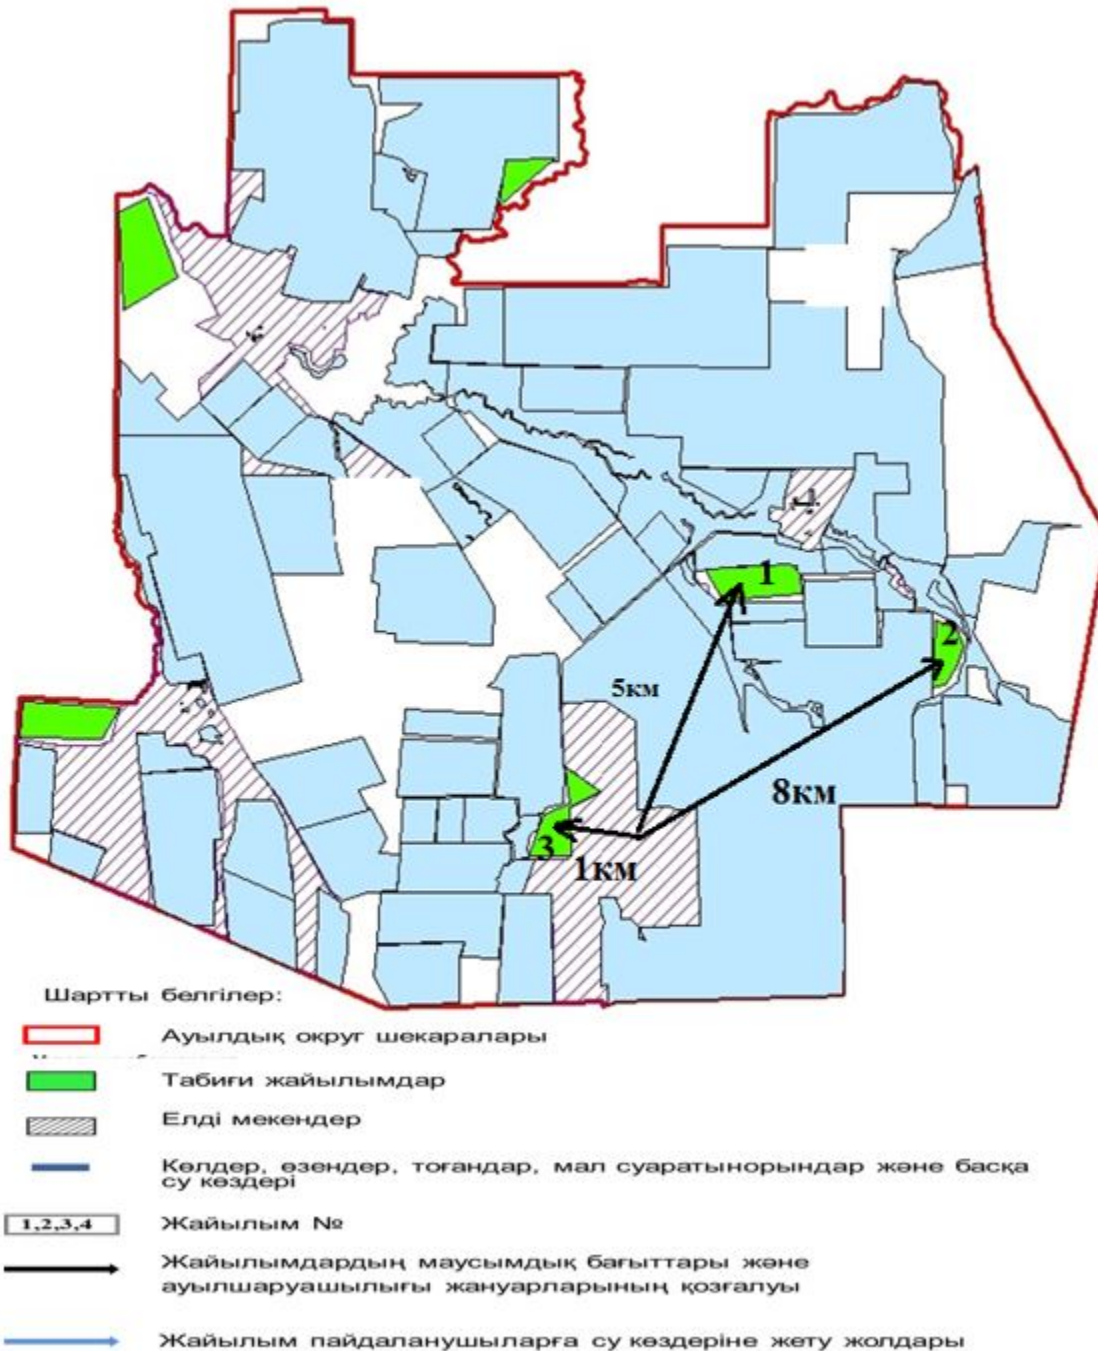 1
2
5км
8км
3
1км
Шартты белгілер:
Ауылдық округ шекаралары
Табиғи жайылымдар
Елді мекендер
Көлдер, өзендер, тоғандар, мал суаратынорындар және басқа
су көздері
1,2,3,4 Жайылым №
Жайылымдардың маусымдық бағыттары және
ауылшаруашылығы жануарларының қозғалуы
Жайылым пайдаланушыларға су көздеріне жету жолдары